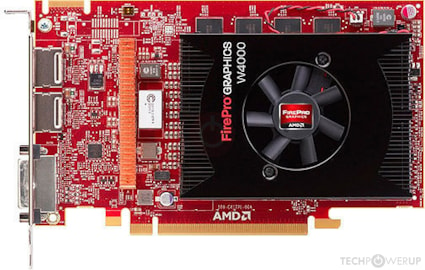 FirePro GRAPHICS
W4000
FIREPRO
GRAPHICS
AMD
AMD
TECHPOWERUP